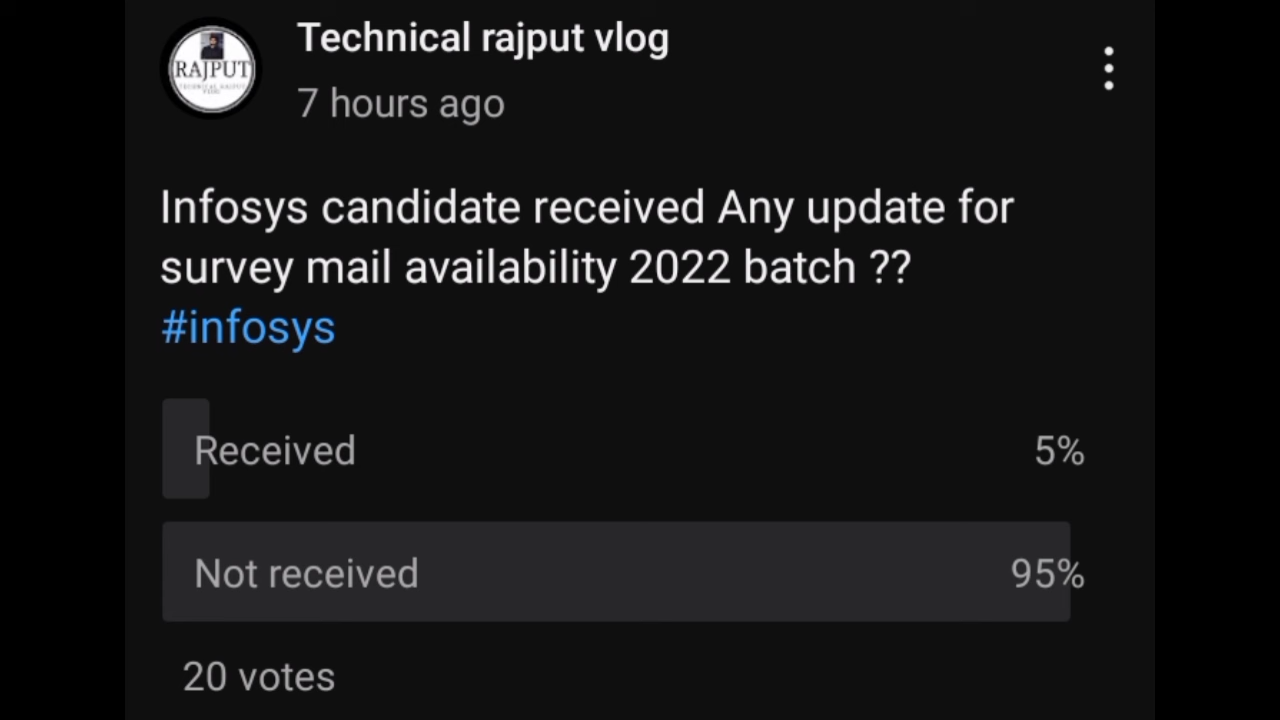 Technical rajput vlog
RAJPUT
7 hours ago
Infosys candidate received Any update for
survey mail availability 2022 batch ??
#infosys
Received 5%
Not received 95%
20 votes